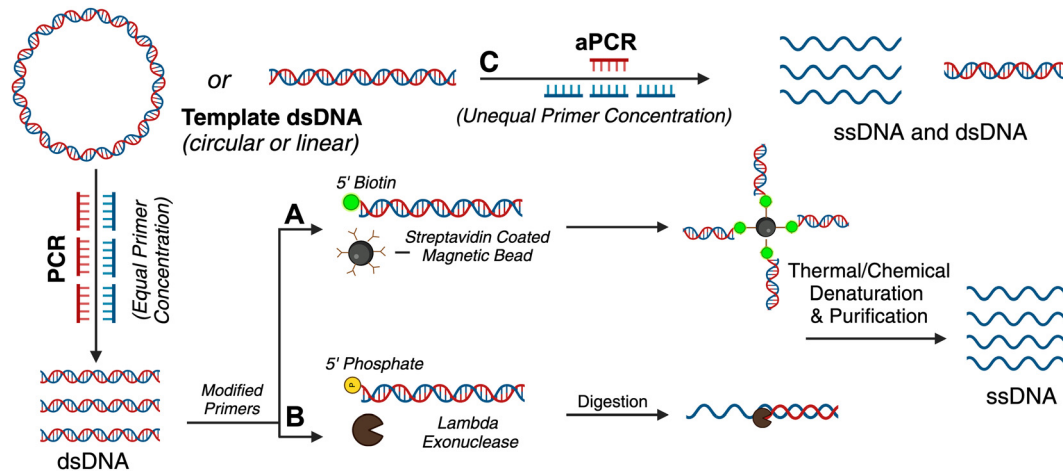 C
aPCR
(Unequal Primer Concentration)
or
Template dsDNA
(circular or linear)
ssDNA and dsDNA
PCR
(Equal Primer
Concentration)
A
5' Biotin
Streptavidin Coated
Magnetic Bead
Thermal/Chemical
Denaturation
& Purification
ssDNA
Modified
Primers
B
5' Phosphate
P
Lambda
Exonuclease
Digestion
dsDNA